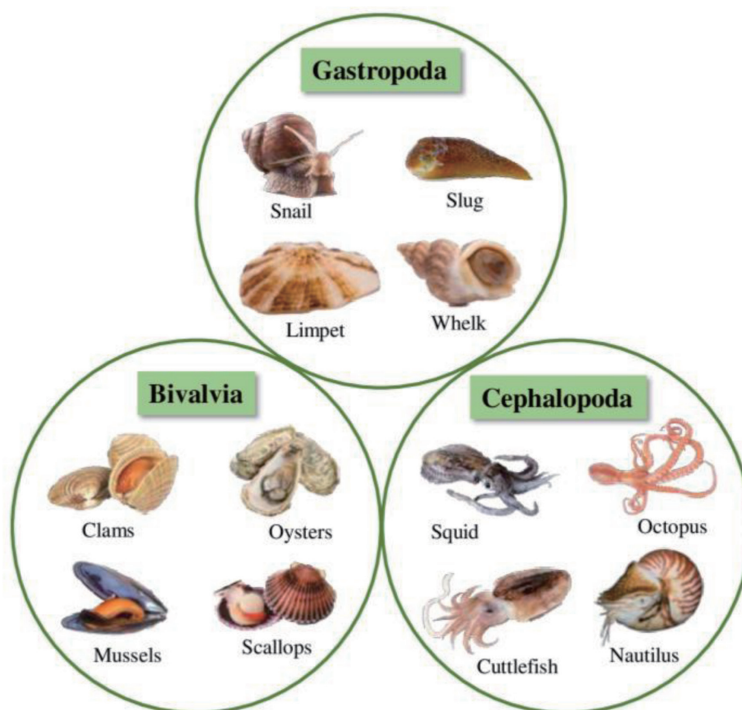 Gastropoda
Snail
Slug
Limpet
Whelk
Bivalvia
Clams
Oysters
Mussels
Scallops
Cephalopoda
Squid
Octopus
Cuttlefish
Nautilus